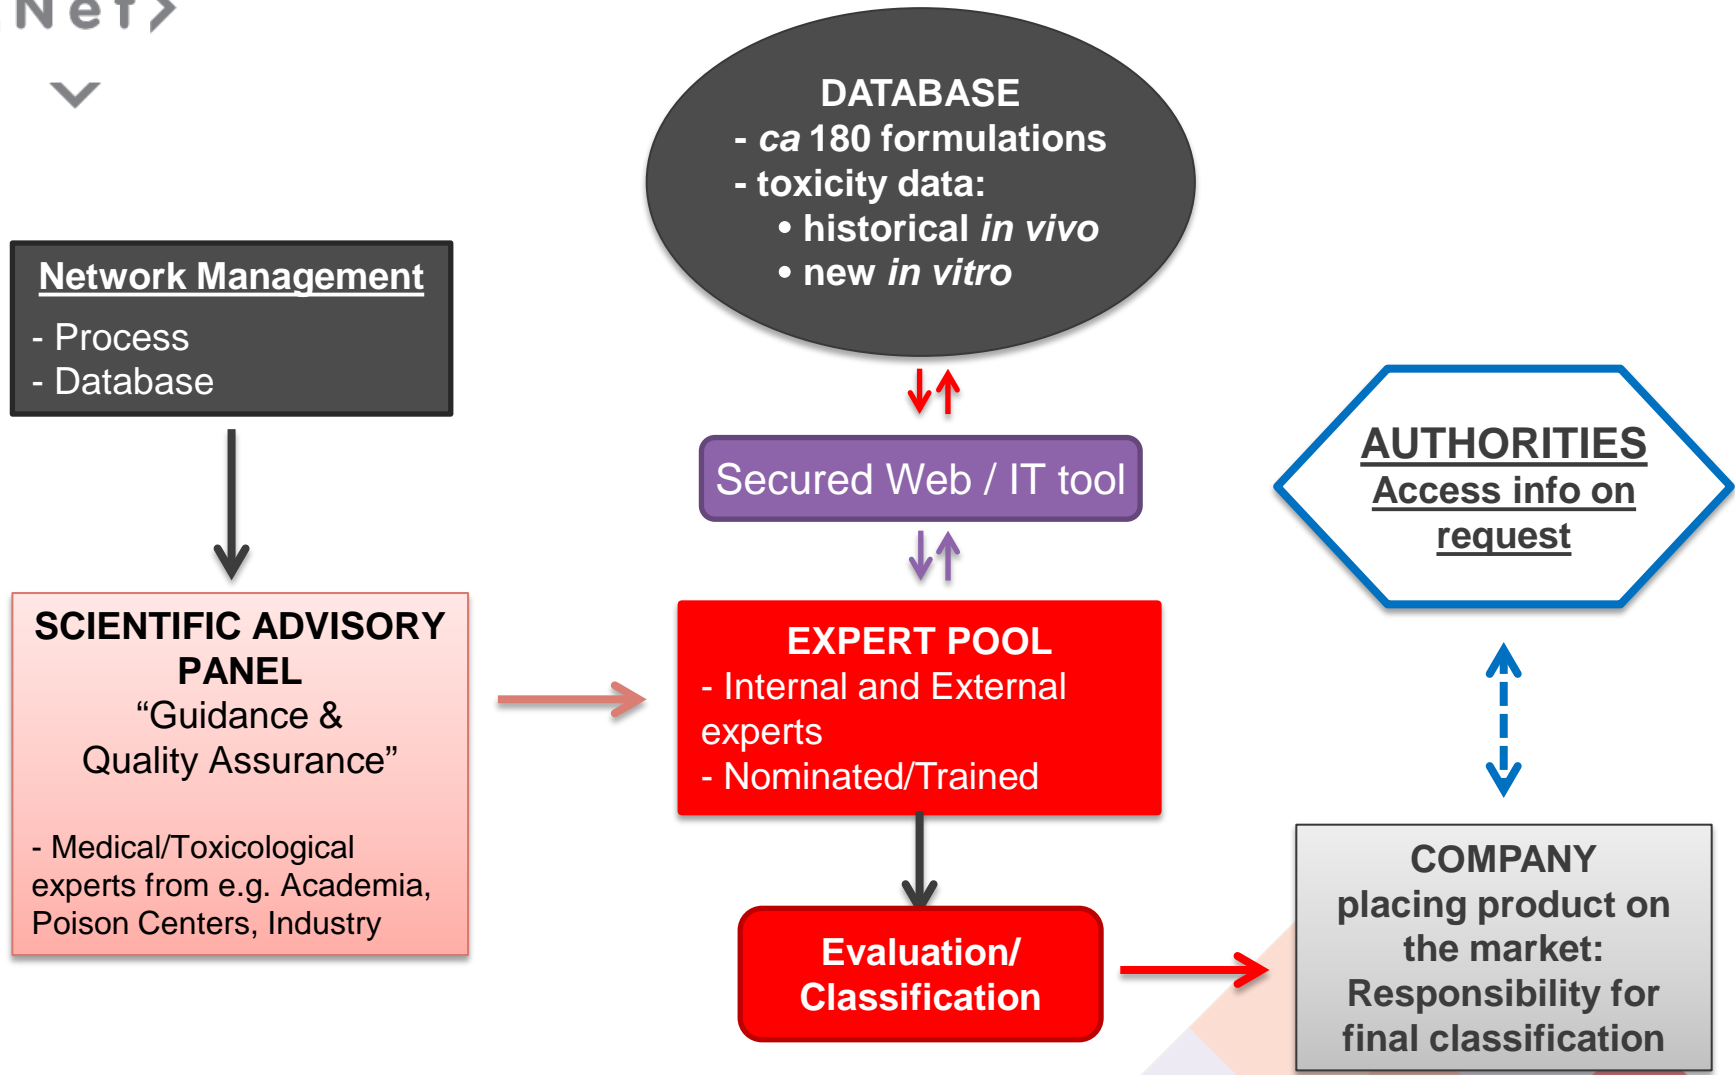 Net
DATABASE
- ca 180 formulations
- toxicity data:
• historical in vivo
• new in vitro
Network Management
- Process
- Database
Secured Web / IT tool
AUTHORITIES
Access info on
request
SCIENTIFIC ADVISORY
PANEL
“Guidance &
Quality Assurance”
- Medical/Toxicological
experts from e.g. Academia,
Poison Centers, Industry
EXPERT POOL
- Internal and External
experts
- Nominated/Trained
Evaluation/
Classification
COMPANY
placing product on
the market:
Responsibility for
final classification